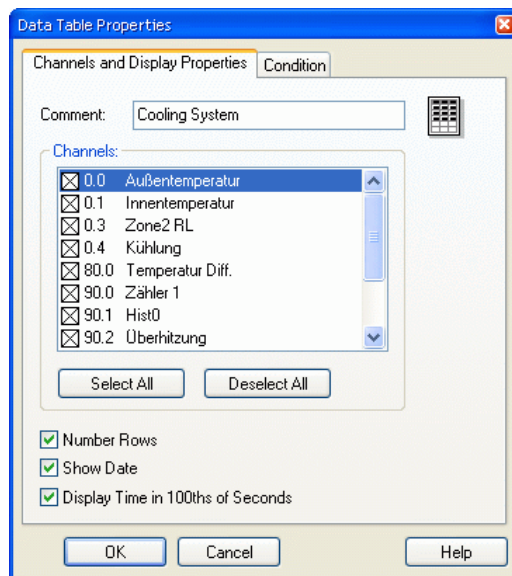 Data Table Properties
Channels and Display Properties Condition
Comment: Cooling System
Channels:
0.0 Außentemperatur
0.1 Innentemperatur
0.3 Zone2 RL
0.4 Kühlung
80.0 Temperatur Diff.
90.0 Zähler 1
90.1 Hist0
90.2 Überhitzung
Select All Deselect All
Number Rows
Show Date
Display Time in 100ths of Seconds
OK Cancel Help